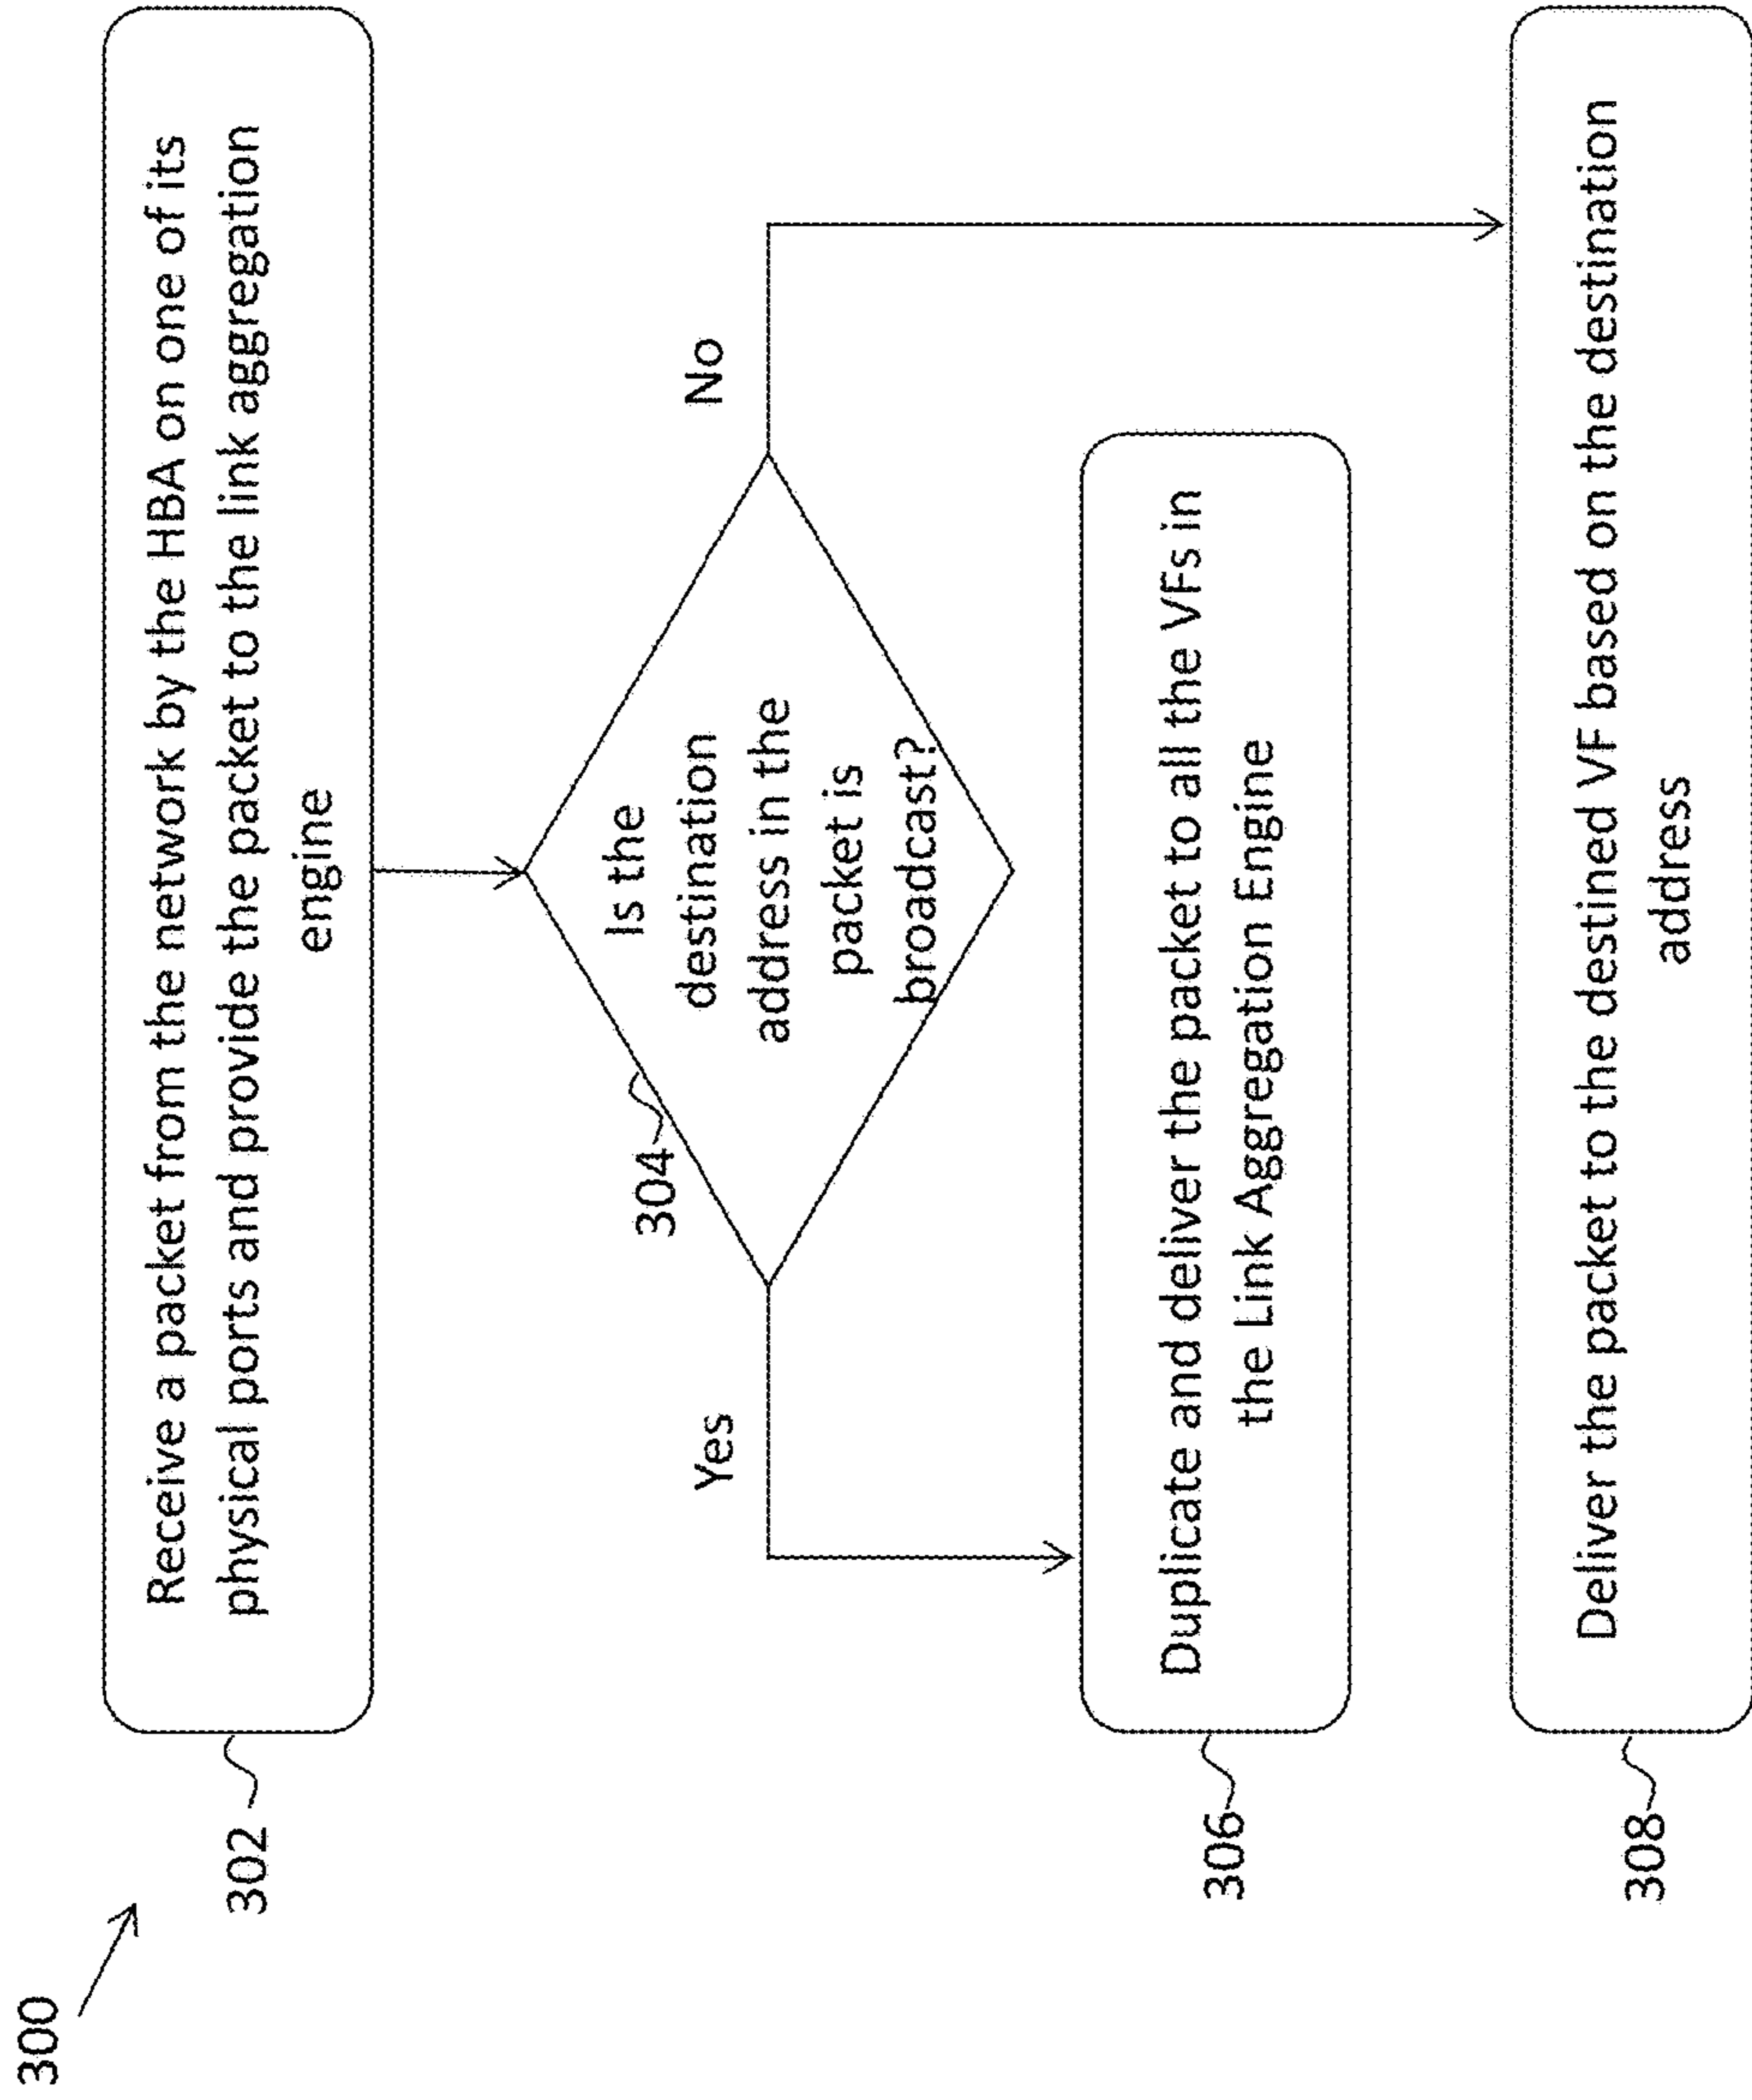 300
302
Receive a packet from the network by the HBA on one of its
physical ports and provide the packet to the link aggregation
engine
304
Is the
destination
address in the
packet is
broadcast?
Yes
No
306
Duplicate and deliver the packet to all the VFs in
the Link Aggregation Engine
308
Deliver the packet to the destined VF based on the destination
address